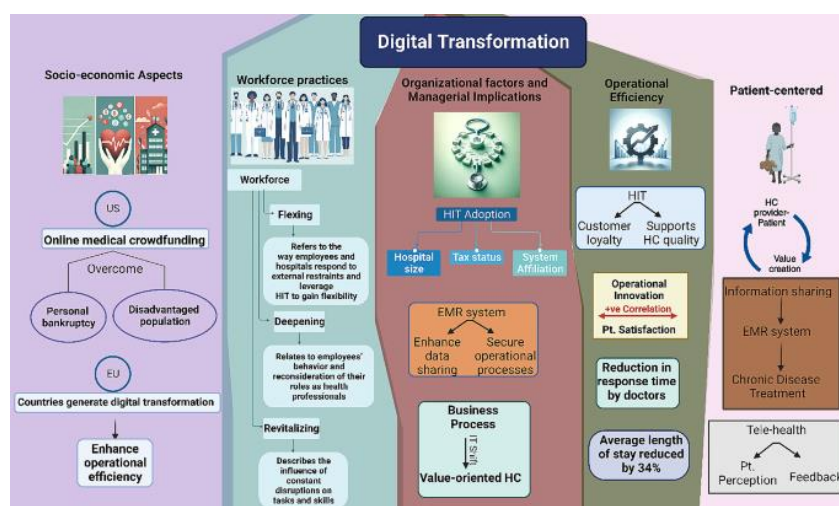 Digital Transformation
Socio-economic Aspects
US
Online medical crowdfunding
Overcome
Personal
bankruptcy
Disadvantaged
population
EU
Countries generate digital transformation
Enhance
operational
efficiency
Workforce practices
Workforce
Flexing
Refers to the
way employees and
hospitals respond to
external restraints and
leverage
HIT to gain flexibility
Deepening
Relates to employees'
behavior and
reconsideration of their
roles as health
professionals
Revitalizing
Describes the
influence of
constant
disruptions on
tasks and skills
Organizational factors and
Managerial Implications
HIT Adoption
Hospital
size
Tax status
System
Affiliation
EMR system
Enhance
data
sharing
Secure
operational
processes
Business
Process
IT Shift
Value-oriented HC
Operational
Efficiency
HIT
Customer
loyalty
Supports
HC quality
Operational
Innovation
+ve Correlation
Pt. Satisfaction
Reduction in
response time
by doctors
Average length
of stay reduced
by 34%
Patient-centered
HC
provider-
Patient
Value
creation
Information sharing
EMR system
Chronic Disease
Treatment
Tele-health
Pt.
Perception
Feedback